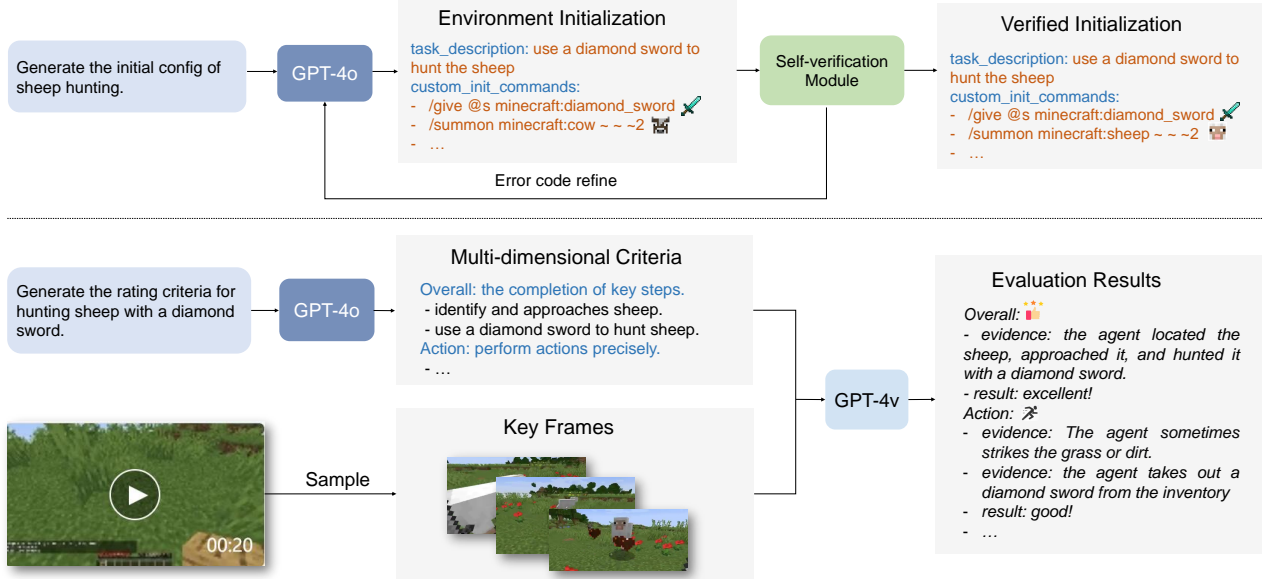 Generate the initial config of
sheep hunting.
GPT-4o
Environment Initialization
task_description: use a diamond sword to
hunt the sheep
custom_init_commands:
- /give @s minecraft:diamond_sword
- /summon minecraft:cow ~ ~ ~2
- …
Self-verification
Module
Verified Initialization
task_description: use a diamond sword to
hunt the sheep
custom_init_commands:
- /give @s minecraft:diamond_sword
- /summon minecraft:sheep ~ ~ ~2
- …
Error code refine
Generate the rating criteria for
hunting sheep with a diamond
sword.
GPT-4o
Multi-dimensional Criteria
Overall: the completion of key steps.
- identify and approaches sheep.
- use a diamond sword to hunt sheep.
Action: perform actions precisely.
- …
00:20
Sample
Key Frames
GPT-4v
Evaluation Results
Overall:
- evidence: the agent located the
sheep, approached it, and hunted it
with a diamond sword.
- result: excellent!
Action:
- evidence: The agent sometimes
strikes the grass or dirt.
- evidence: the agent takes out a
diamond sword from the inventory
- result: good!
- …